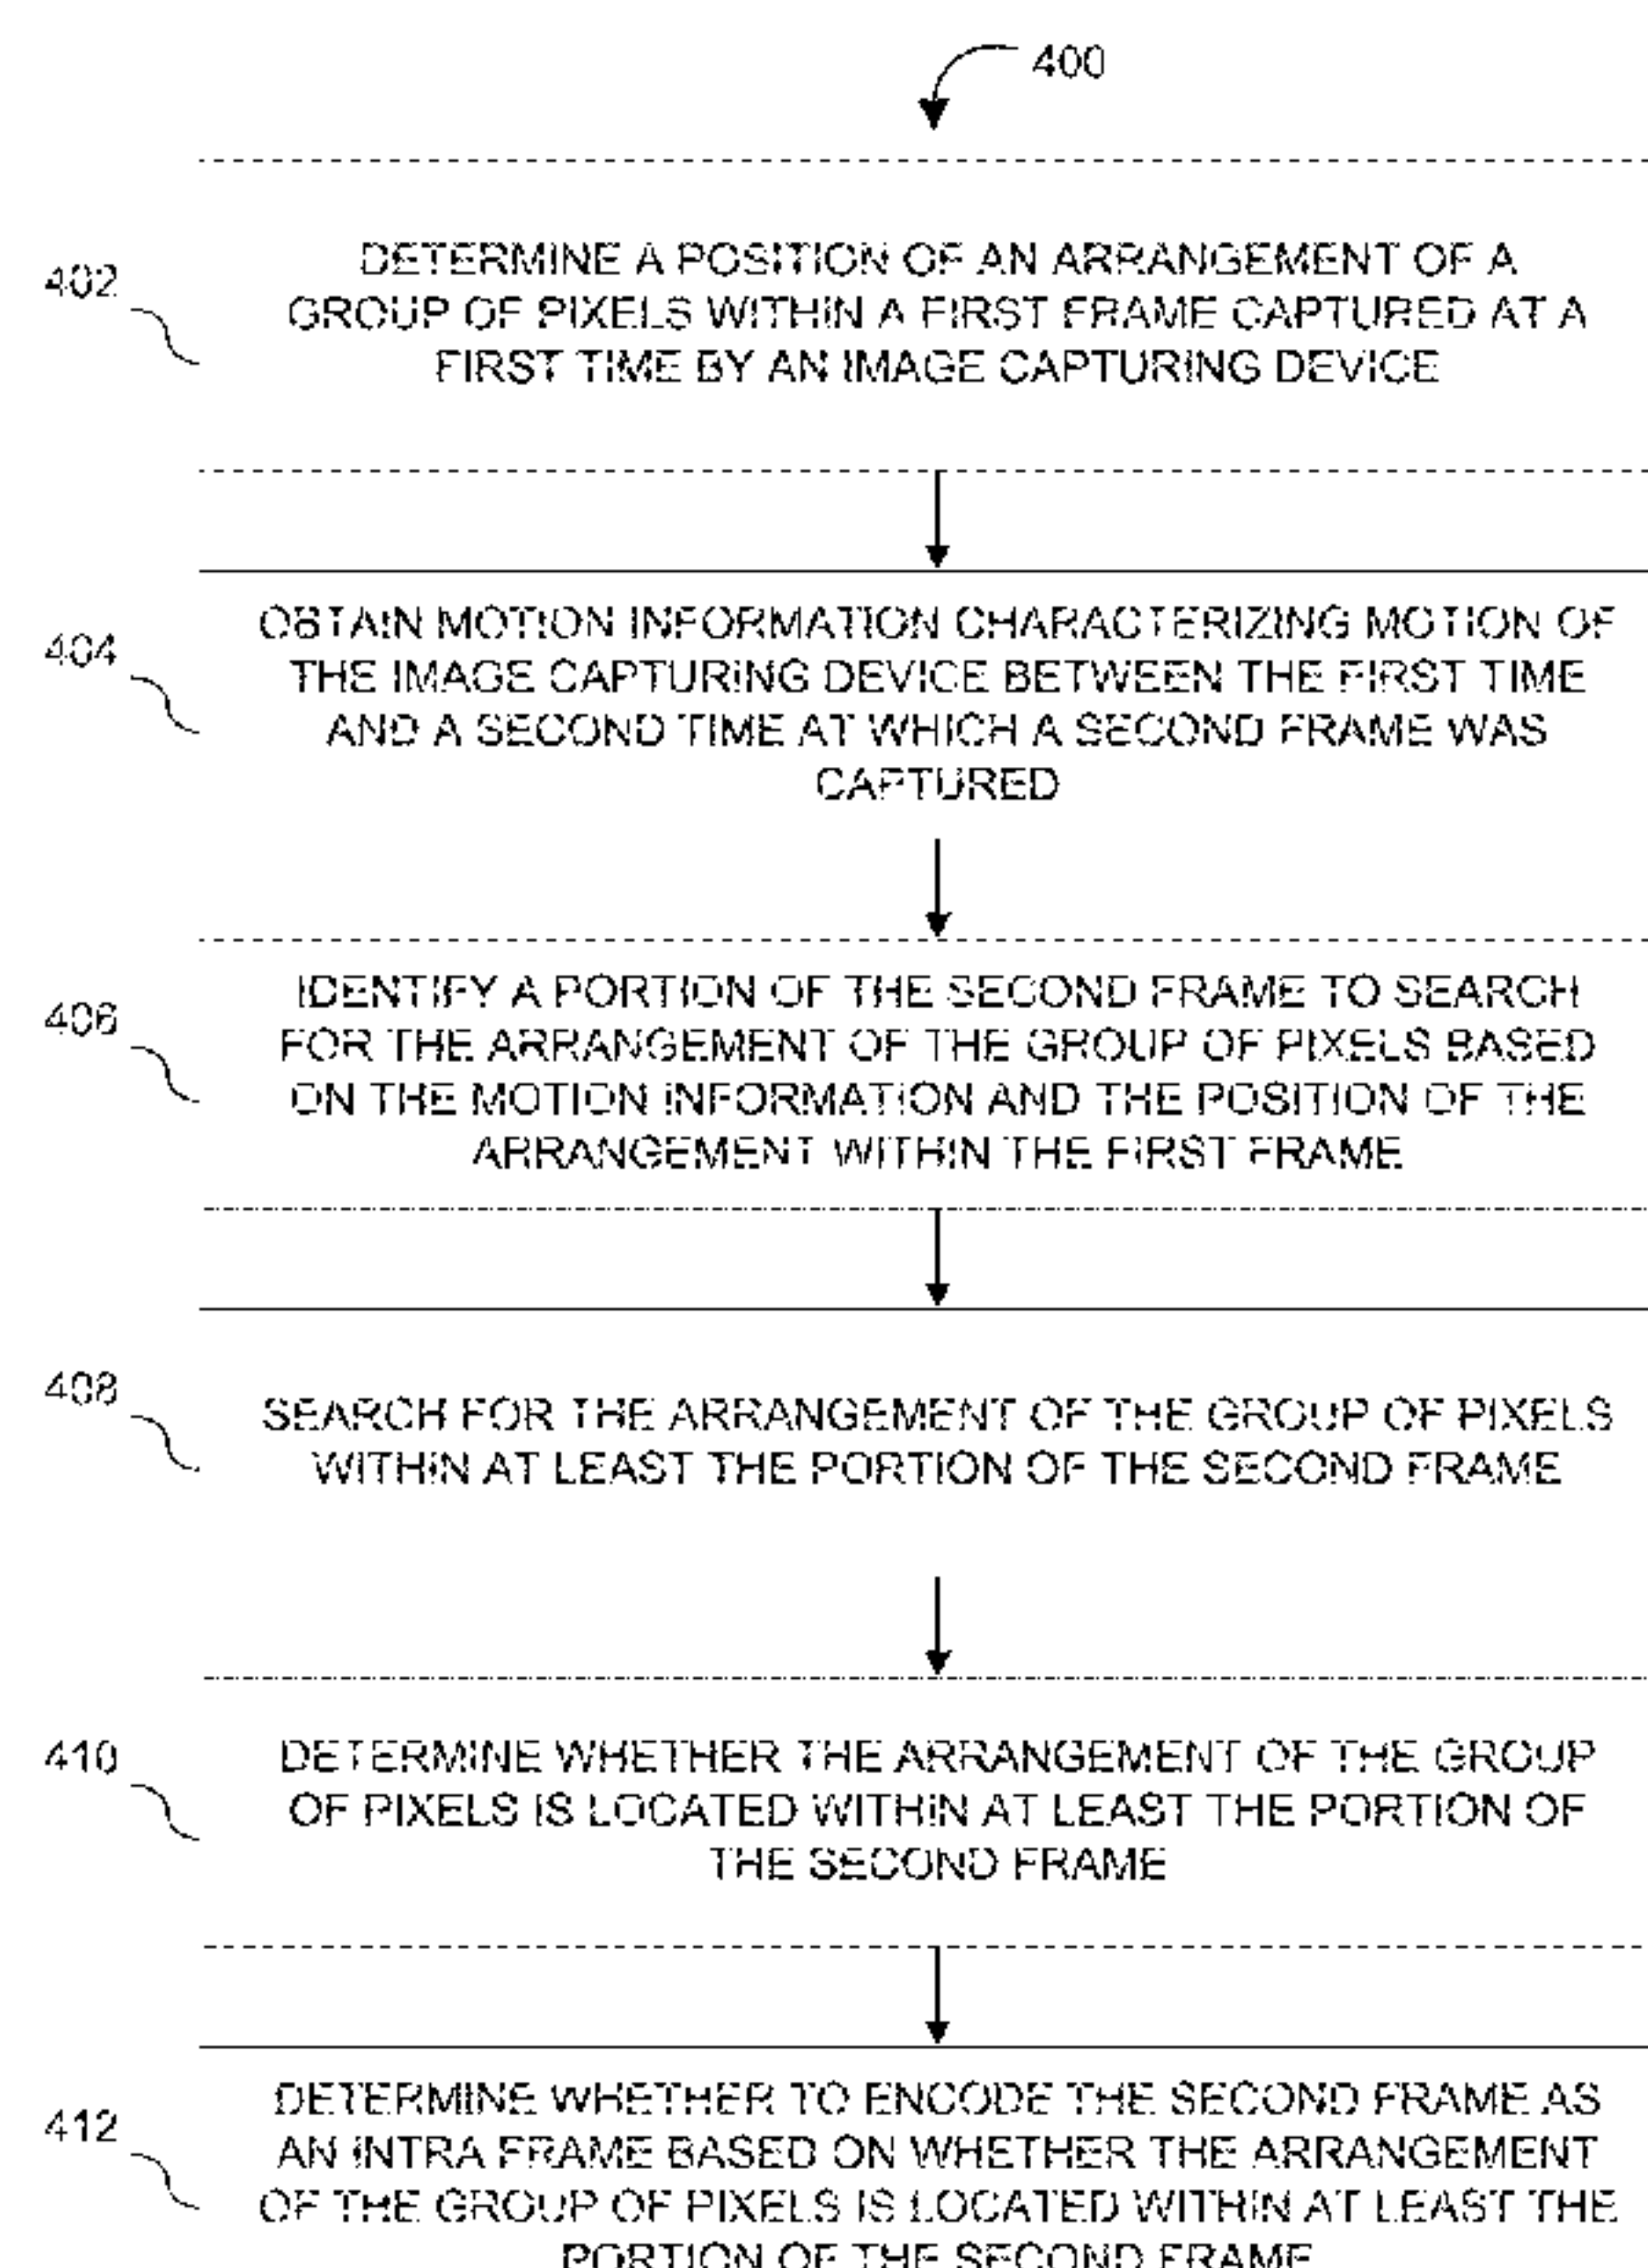 400
402
DETERMINE A POSITION OF AN ARRANGEMENT OF A
GROUP OF PIXELS WITHIN A FIRST FRAME CAPTURED AT A
FIRST TIME BY AN IMAGE CAPTURING DEVICE
404
OBTAIN MOTION INFORMATION CHARACTERIZING MOTION OF
THE IMAGE CAPTURING DEVICE BETWEEN THE FIRST TIME
AND A SECOND TIME AT WHICH A SECOND FRAME WAS
CAPTURED
406
IDENTIFY A PORTION OF THE SECOND FRAME TO SEARCH
FOR THE ARRANGEMENT OF THE GROUP OF PIXELS BASED
ON THE MOTION INFORMATION AND THE POSITION OF THE
ARRANGEMENT WITHIN THE FIRST FRAME
408
SEARCH FOR THE ARRANGEMENT OF THE GROUP OF PIXELS
WITHIN AT LEAST THE PORTION OF THE SECOND FRAME
410
DETERMINE WHETHER THE ARRANGEMENT OF THE GROUP
OF PIXELS IS LOCATED WITHIN AT LEAST THE PORTION OF
THE SECOND FRAME
412
DETERMINE WHETHER TO ENCODE THE SECOND FRAME AS
AN INTRA FRAME BASED ON WHETHER THE ARRANGEMENT
OF THE GROUP OF PIXELS IS LOCATED WITHIN AT LEAST THE
PORTION OF THE SECOND FRAME